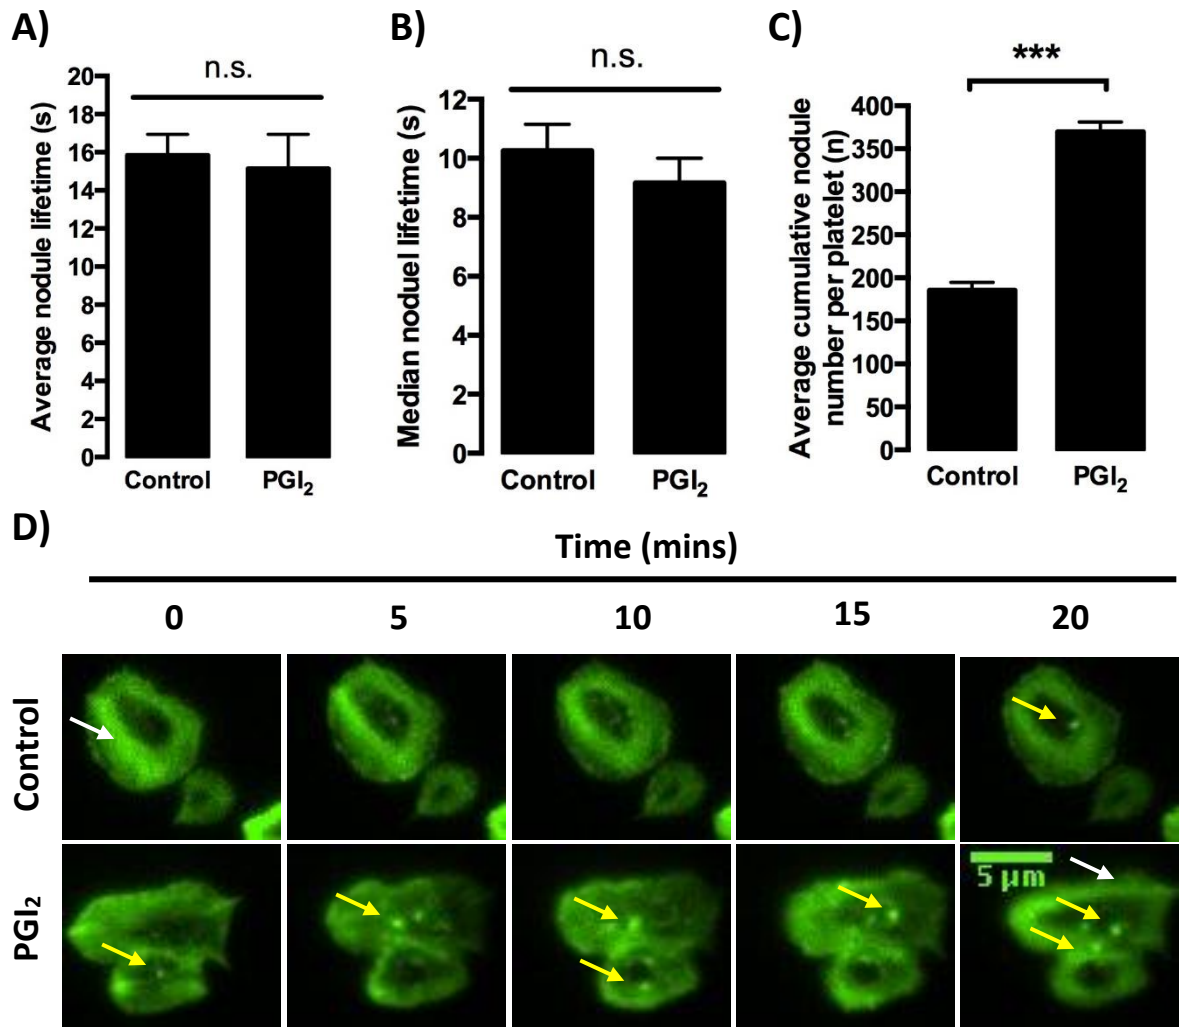 A)
n.s.
Average nodule lifetime (s)
20
18
16
14
12
10
8
6
4
2
0
Control PGI₂
B)
n.s.
Median noduel lifetime (s)
12
10
8
6
4
2
0
Control PGI₂
C)
***
Average cumulative nodule
number per platelet (n)
400
350
300
250
200
150
100
50
0
Control PGI₂
D)
Time (mins)
0 5 10 15 20
Control
PGI₂
5 µm